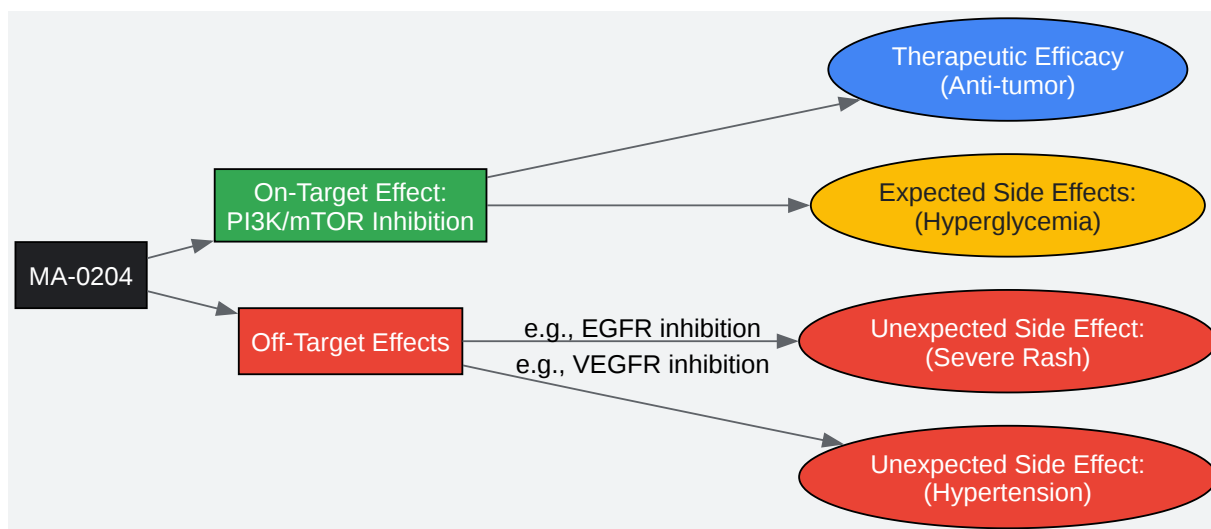 Therapeutic Efficacy
(Anti-tumor)
On-Target Effect:
PI3K/mTOR Inhibition
Expected Side Effects:
(Hyperglycemia)
MA-0204
Off-Target Effects
e.g., EGFR inhibition
e.g., VEGFR inhibition
Unexpected Side Effect:
(Severe Rash)
Unexpected Side Effect:
(Hypertension)